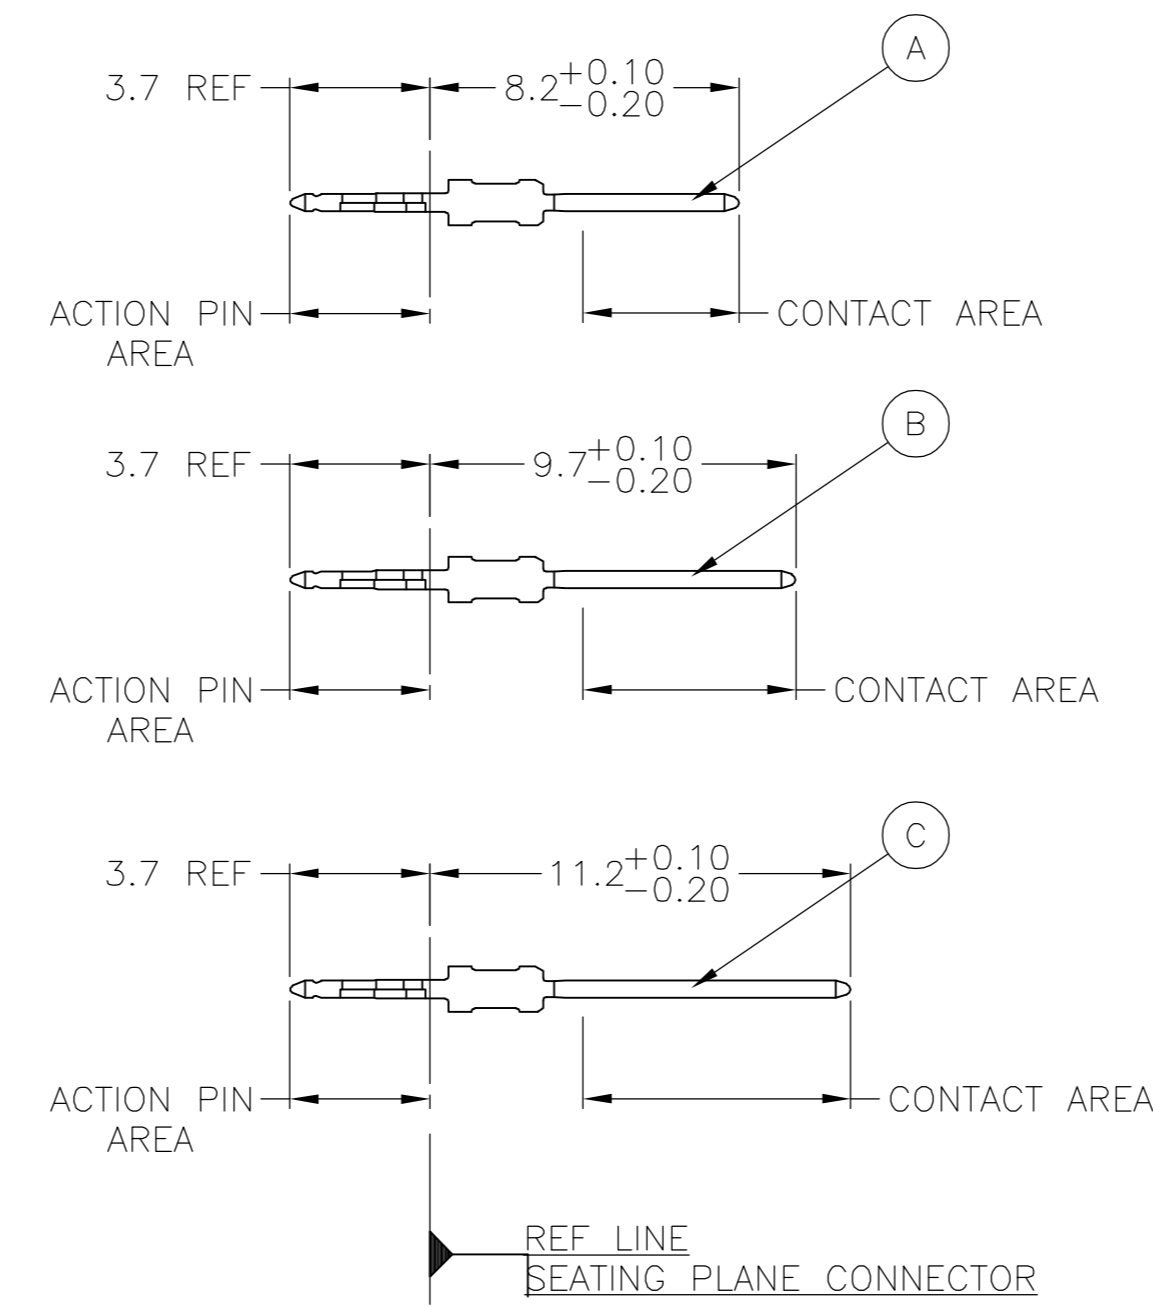 A
3.7 REF
8.2 +0.10
-0.20
ACTION PIN
AREA
CONTACT AREA
B
3.7 REF
9.7 +0.10
-0.20
ACTION PIN
AREA
CONTACT AREA
C
3.7 REF
11.2 +0.10
-0.20
ACTION PIN
AREA
CONTACT AREA
REF LINE
SEATING PLANE CONNECTOR